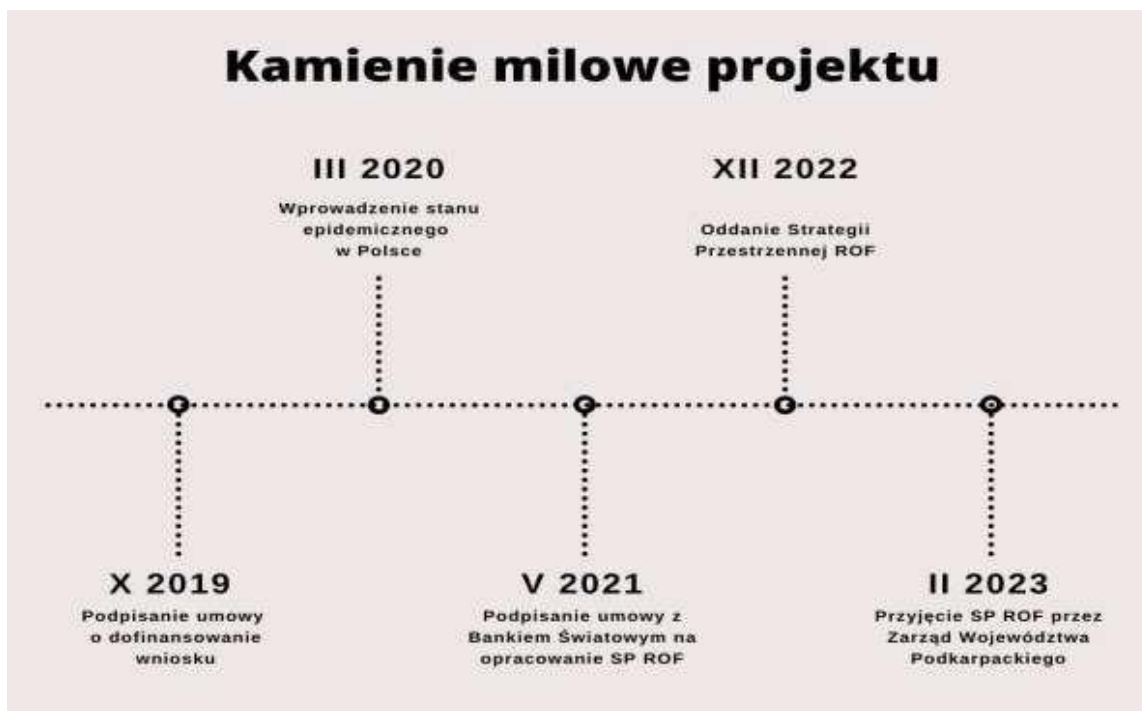 Kamienie milowe projektu
III 2020
Wprowadzenie stanu
epidemicznego
w Polsce
XII 2022
Oddanie Strategii
Przestrzennej ROF
X 2019
Podpisanie umowy
o dofinansowanie
wniosku
V 2021
Podpisanie umowy z
Bankiem Światowym na
opracowanie SP ROF
II 2023
Przyjęcie SP ROF przez
Zarząd Województwa
Podkarpackiego